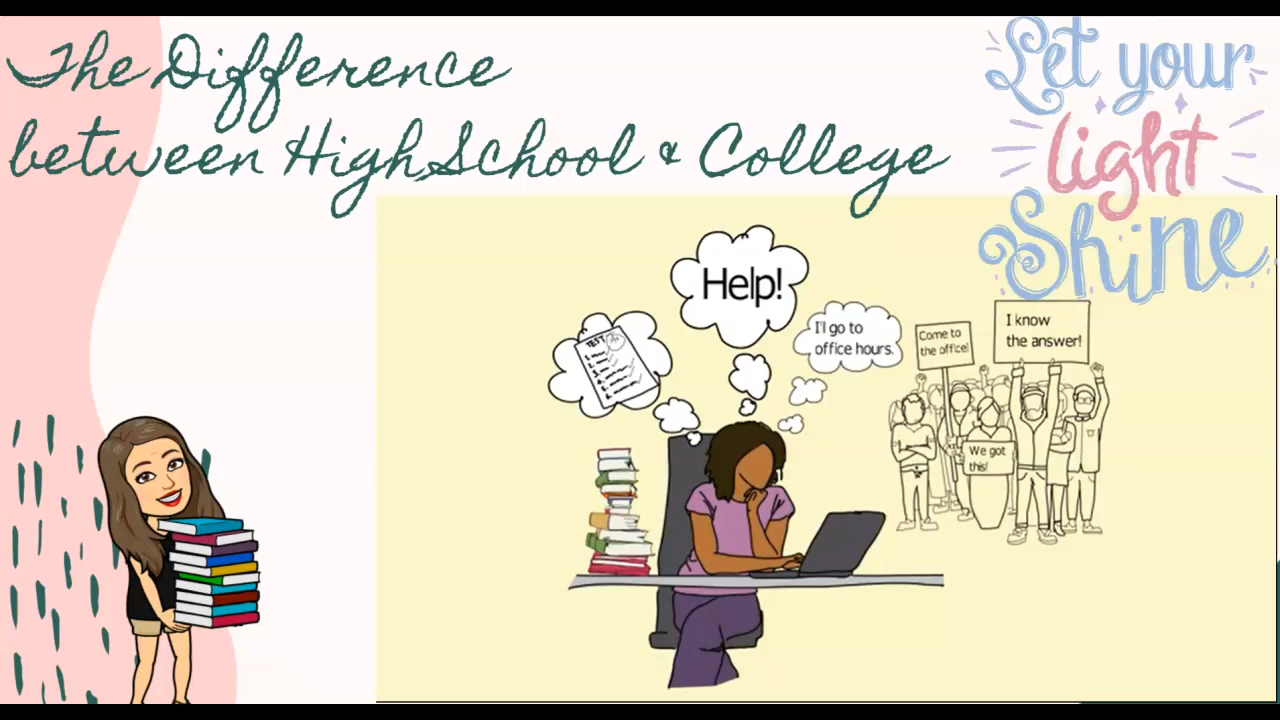 The Difference
between HighSchool & College
Let your
light
Shine
Help!
I'l go to
office hours.
TEST
A+
Come to
the office!
I know
the answer!
We got
this!